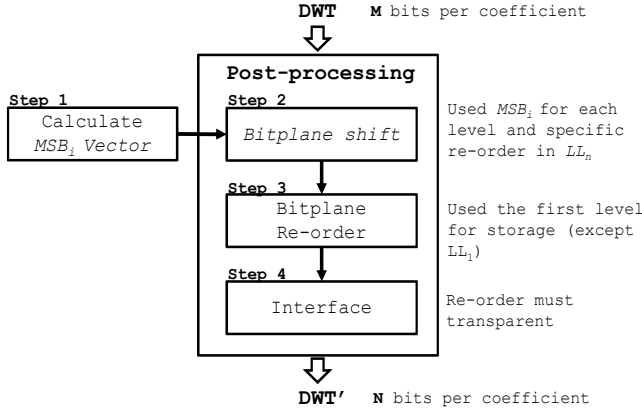 DWT M bits per coefficient
Post-processing
Step 1
Calculate
MSBi Vector
Step 2
Bitplane shift
Used MSBi for each
level and specific
re-order in LLn
Step 3
Bitplane
Re-order
Used the first level
for storage (except
LL1)
Step 4
Interface
Re-order must
transparent
DWT’ N bits per coefficient